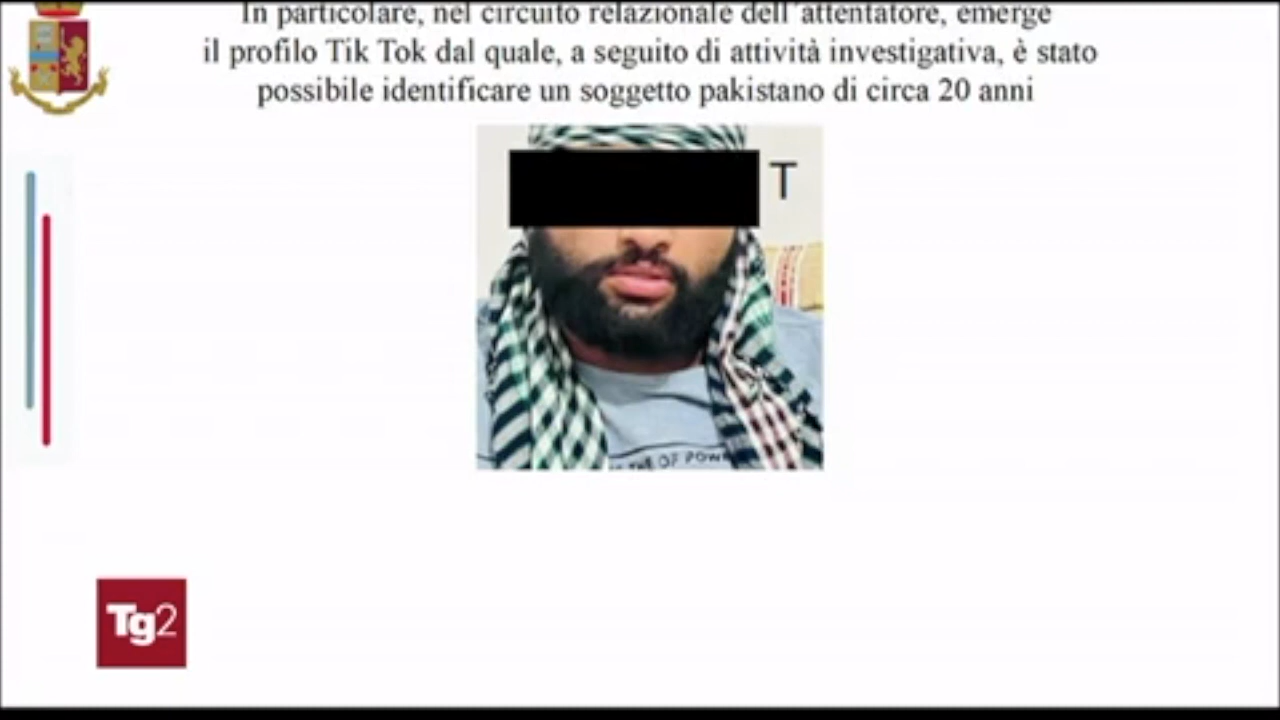 In particolare, nel circuito relazionale dell'attentatore, emerge
il profilo Tik Tok dal quale, a seguito di attività investigativa, è stato
possibile identificare un soggetto pakistano di circa 20 anni
T
OF POW
Tg2